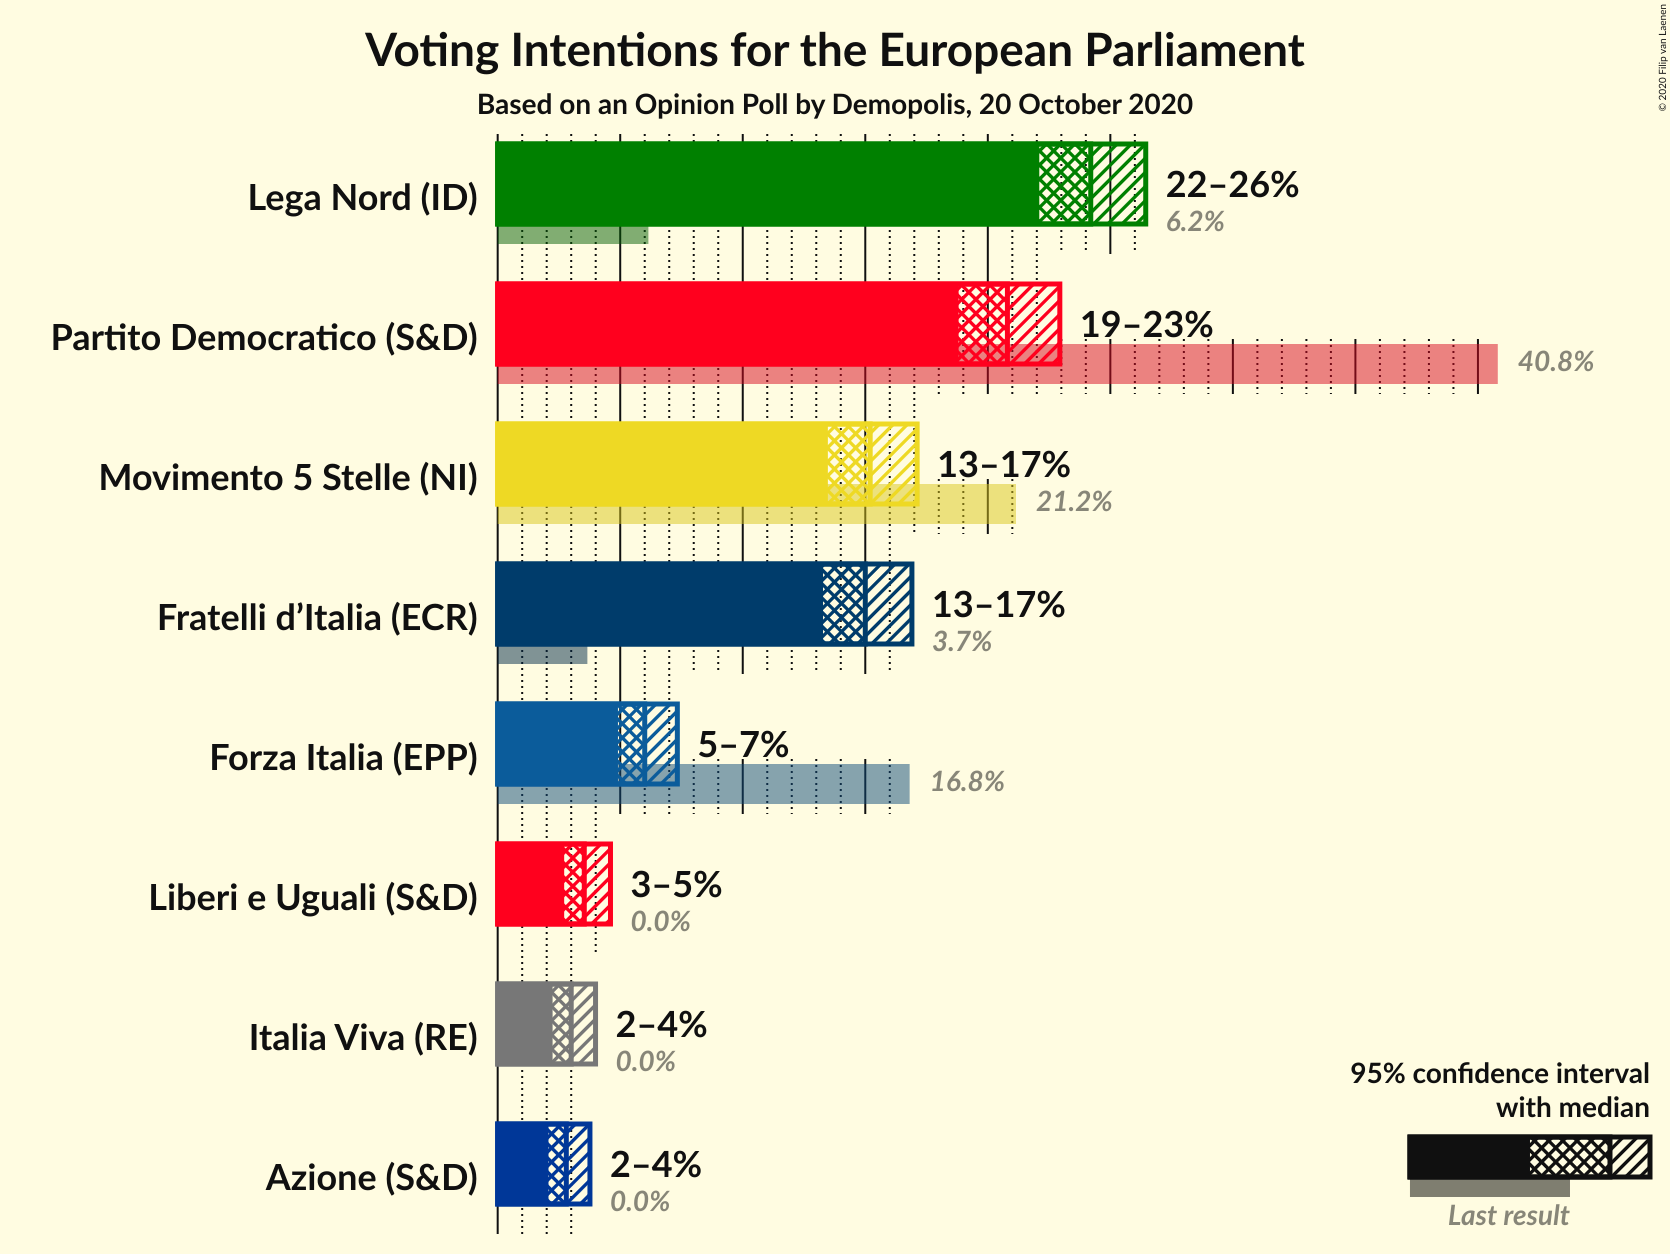 Voting Intentions for the European Parliament
Based on an Opinion Poll by Demopolis, 20 October 2020
© 2020 Filip van Laenen
Lega Nord (ID)
22–26%
6.2%
Partito Democratico (S&D)
19–23%
40.8%
Movimento 5 Stelle (NI)
13–17%
21.2%
Fratelli d’Italia (ECR)
13–17%
3.7%
Forza Italia (EPP)
5–7%
16.8%
Liberi e Uguali (S&D)
3–5%
0.0%
Italia Viva (RE)
2–4%
0.0%
Azione (S&D)
2–4%
0.0%
95% confidence interval
with median
Last result